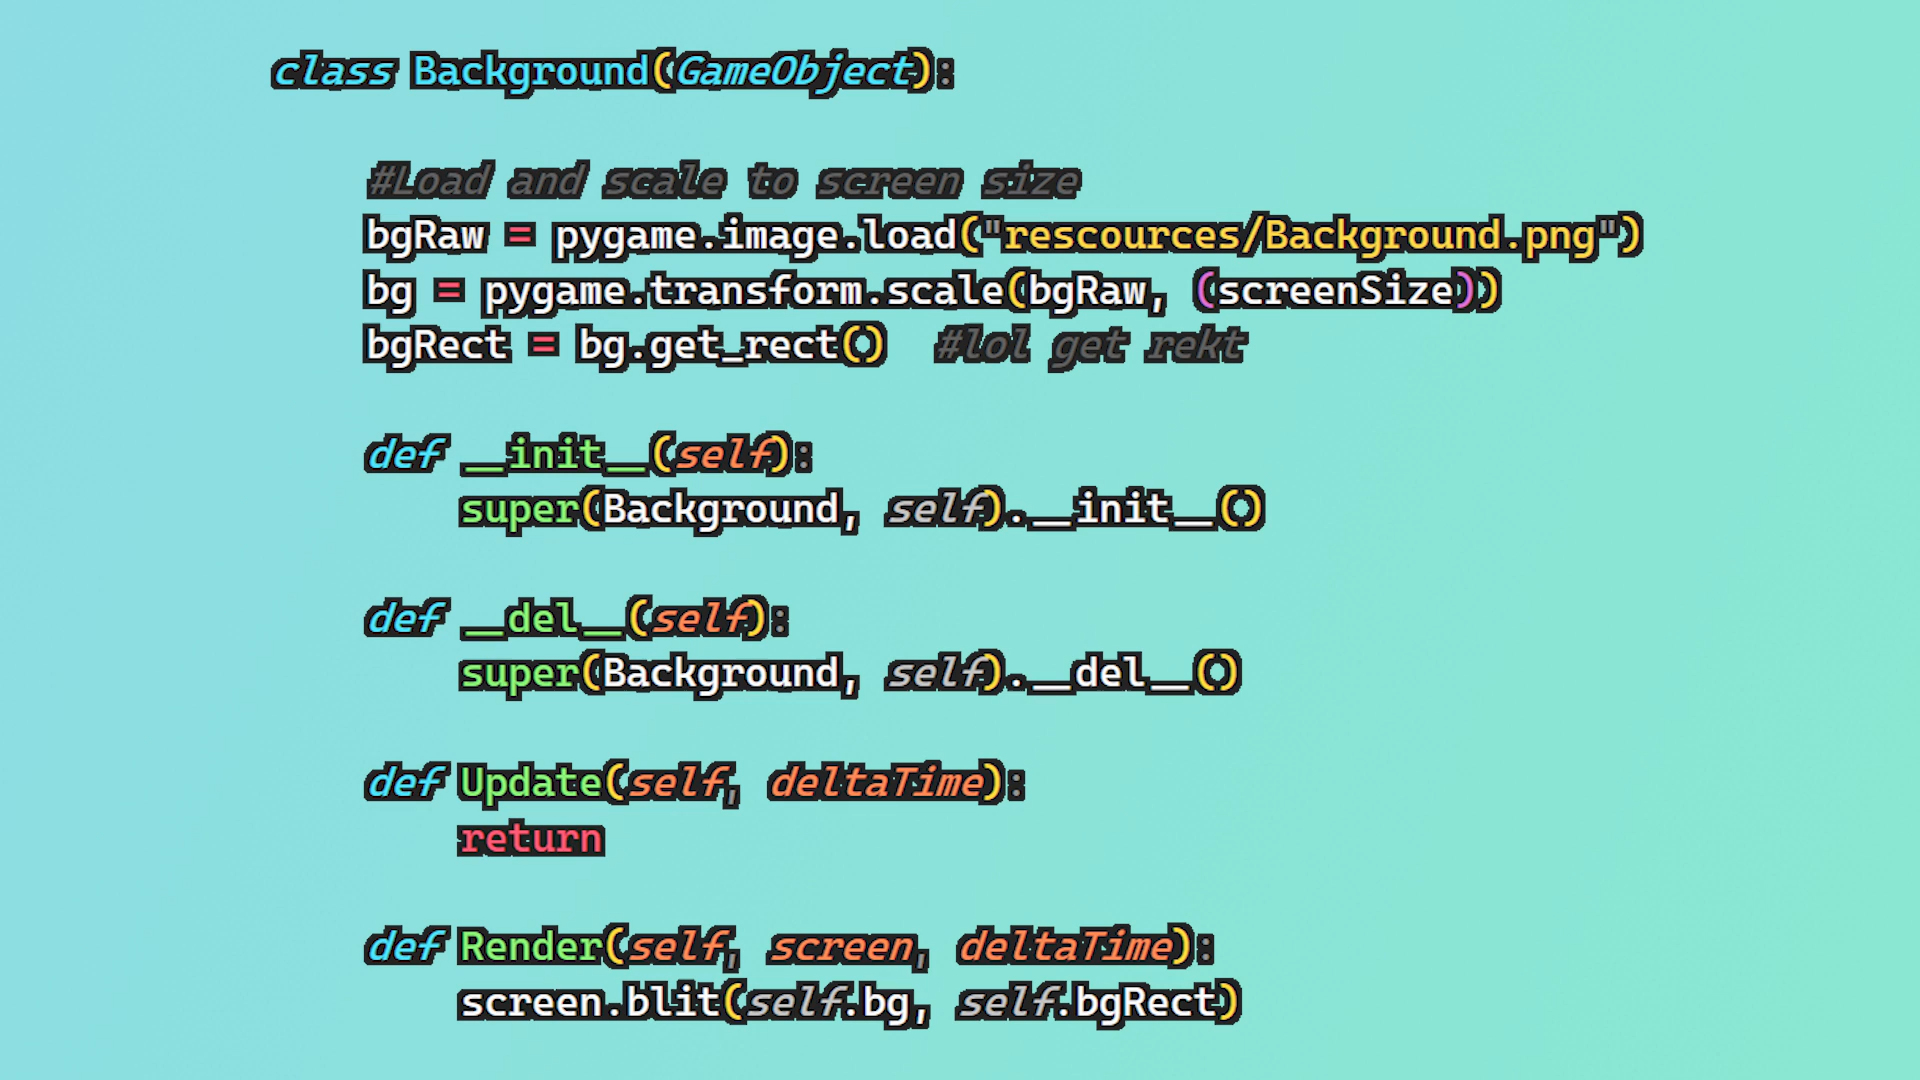 class Background(GameObject):
#Load and scale to screen size
bgRaw = pygame.image.load("rescources/Background.png")
bg = pygame.transform.scale(bgRaw, (screenSize))
bgRect = bg.get_rect()  #lol get rekt
def __init__(self):
super(Background, self).__init__()
def __del__(self):
super(Background, self).__del__()
def Update(self, deltaTime):
return
def Render(self, screen, deltaTime):
screen.blit(self.bg, self.bgRect)